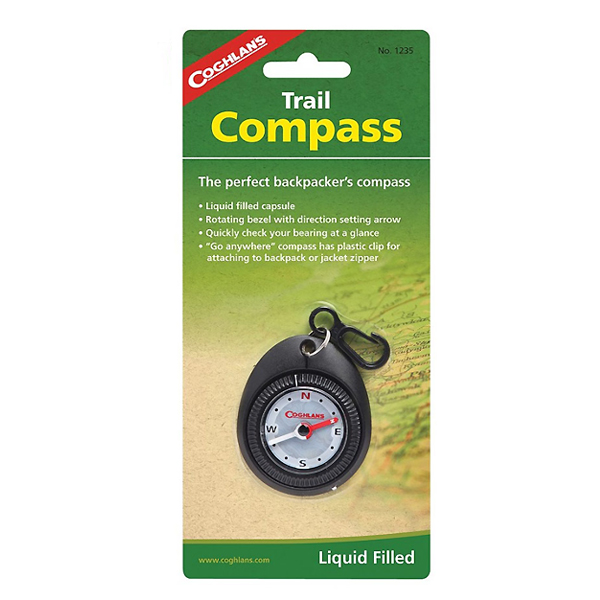 COGHLAN'S
No. 1235
Trail
Compass
The perfect backpacker's compass
• Liquid filled capsule
• Rotating bezel with direction setting arrow
• Quickly check your bearing at a glance
• "Go anywhere" compass has plastic clip for
attaching to backpack or jacket zipper
N
COGHLAN'S
W
E
S
www.coghlans.com
Liquid Filled